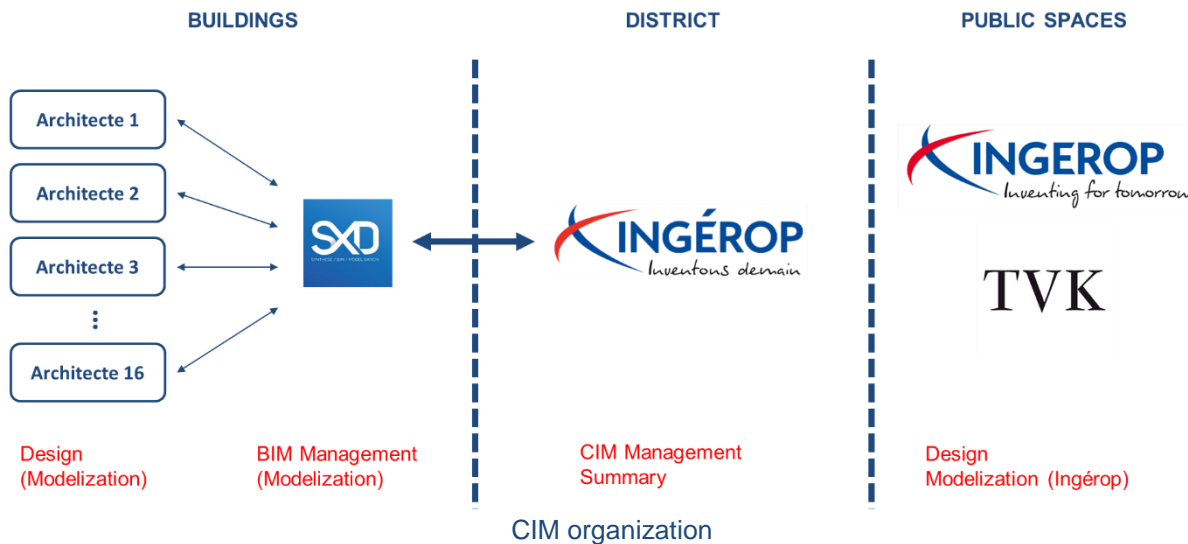 BUILDINGS
DISTRICT
PUBLIC SPACES
Architecte 1
Architecte 2
Architecte 3
Architecte 16
SXD
INGÉROP
Inventons demain
INGEROP
Inventing for tomorrow
TVK
Design
(Modelization)
BIM Management
(Modelization)
CIM Management
Summary
Design
Modelization (Ingérop)
CIM organization